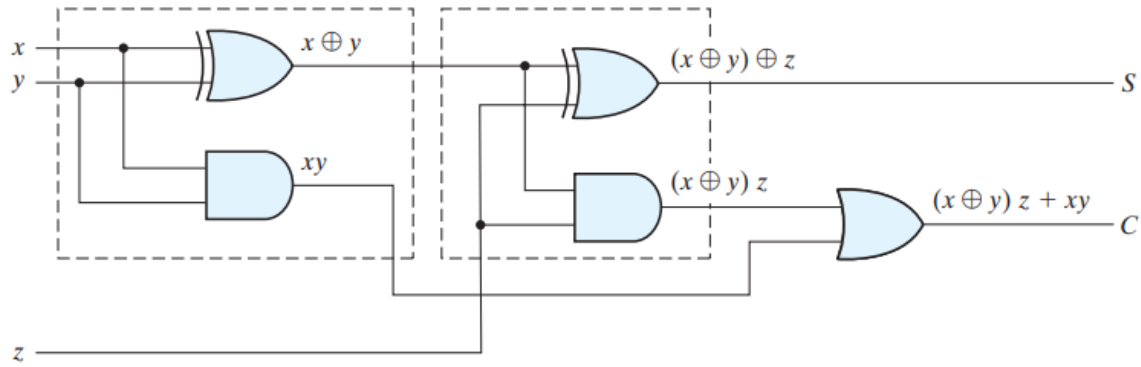 x
y
x ⊕ y
xy
(x ⊕ y) ⊕ z
S
(x ⊕ y) z
(x ⊕ y) z + xy
C
z